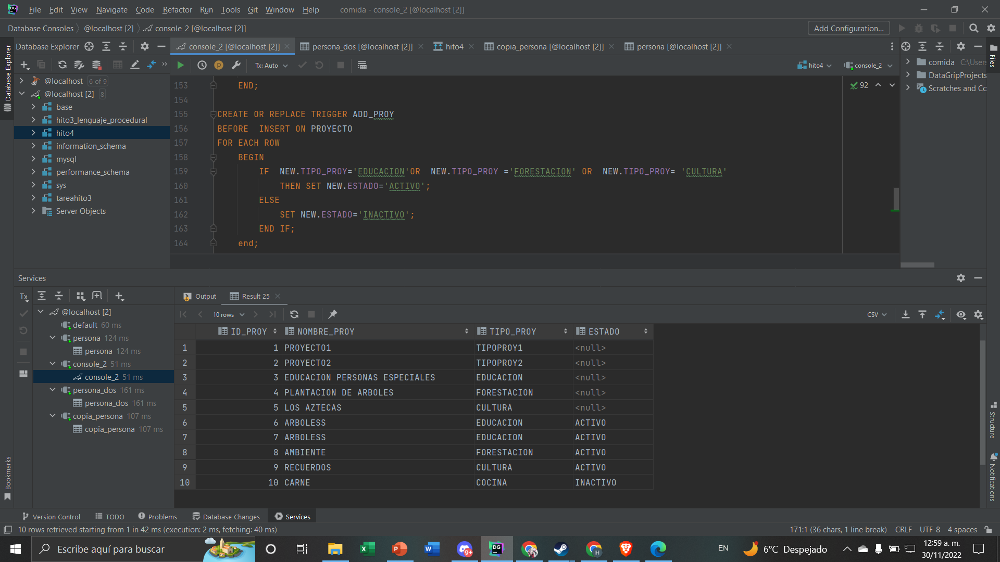 File Edit View Navigate Code Refactor Run Tools Git Window Help comida - console_2 [@localhost [2]]
Database Consoles @localhost [2] console_2 [@localhost [2]] Add Configuration...
Database Explorer
Database Explorer
console_2 [@localhost [2]] persona_dos [@localhost [2]] hito4 copia_persona [@localhost [2]] persona [@localhost [2]]
Tx: Auto hito4 console_2
@localhost 6 of 9
@localhost [2] 8
base
hito3_lenguaje_procedural
hito4
information_schema
mysql
performance_schema
sys
tareahito3
Server Objects
92
153 END;
154
155 CREATE OR REPLACE TRIGGER ADD_PROY
156 BEFORE INSERT ON PROYECTO
157 FOR EACH ROW
158 BEGIN
159 IF NEW.TIPO_PROY='EDUCACION'OR NEW.TIPO_PROY ='FORESTACION' OR NEW.TIPO_PROY= 'CULTURA'
160 THEN SET NEW.ESTADO='ACTIVO';
161 ELSE
162 SET NEW.ESTADO='INACTIVO';
163 END IF;
164 end;
comida C:\Users
DataGripProjects
Scratches and Co
Files
Services
Tx
@localhost [2]
default 60 ms
persona 124 ms
persona 124 ms
console_2 51 ms
console_2 51 ms
persona_dos 161 ms
persona_dos 161 ms
copia_persona 107 ms
copia_persona 107 ms
Output Result 25
10 rows CSV
ID_PROY NOMBRE_PROY TIPO_PROY ESTADO
1 1 PROYECTO1 TIPOPROY1 <null>
2 2 PROYECTO2 TIPOPROY2 <null>
3 3 EDUCACION PERSONAS ESPECIALES EDUCACION <null>
4 4 PLANTACION DE ARBOLES FORESTACION <null>
5 5 LOS AZTECAS CULTURA <null>
6 6 ARBOLESS EDUCACION ACTIVO
7 7 ARBOLESS EDUCACION ACTIVO
8 8 AMBIENTE FORESTACION ACTIVO
9 9 RECUERDOS CULTURA ACTIVO
10 10 CARNE COCINA INACTIVO
Structure
Notifications
Bookmarks
Version Control TODO Problems Database Changes Services
10 rows retrieved starting from 1 in 42 ms (execution: 2 ms, fetching: 40 ms) 171:1 (36 chars, 1 line break) CRLF UTF-8 4 spaces
Escribe aquí para buscar 9+ DG H EN 6°C Despejado 12:59 a. m.
30/11/2022